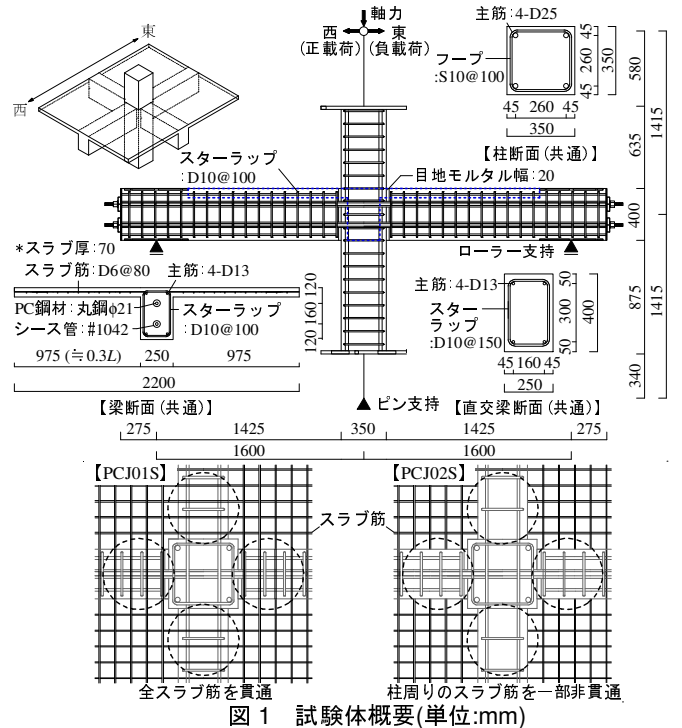 東
西
軸力
西
東
(正載荷)
(負載荷)
主筋:4-D25
フープ
:S10@100
45 260 45
350
45 260 45
350
【柱断面(共通)】
580
635
1415
400
875
340
1415
スターラップ
:D10@100
目地モルタル幅:20
ローラー支持
*スラブ厚:70
スラブ筋:D6@80
主筋:4-D13
PC鋼材:丸鋼φ21
シース管:#1042
スターラップ
:D10@100
120 160 120
975(≒0.3L) 250 975
2200
【梁断面(共通)】
主筋:4-D13
スター
ラップ
:D10@150
50 300 50
400
45 160 45
250
【直交梁断面(共通)】
ピン支持
275 1425 350 1425 275
1600 1600
【PCJ01S】
【PCJ02S】
スラブ筋
全スラブ筋を貫通
柱周りのスラブ筋を一部非貫通
図 1 試験体概要(単位:mm)